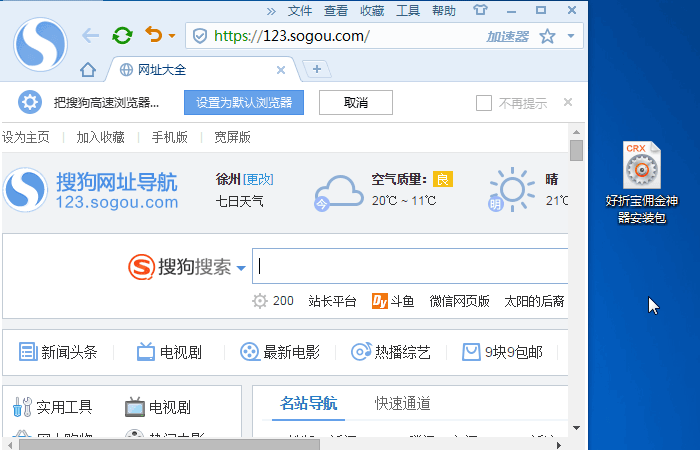 » 文件 查看 收藏 工具 帮助
https://123.sogou.com/ 加速器
网址大全
把搜狗高速浏览器... 设置为默认浏览器 取消 不再提示
设为主页 加入收藏 手机版 宽屏版
搜狗网址导航
123.sogou.com
徐州 [更改]
七日天气
今
空气质量： 良
20℃ ~ 11℃
明
晴
21℃
搜狗搜索
200 站长平台 Dy 斗鱼 微信网页版 太阳的后裔
新闻头条 电视剧 最新电影 热播综艺 9块9包邮
实用工具 电视剧
名站导航 快速通道
CRX
好折宝佣金神
器安装包